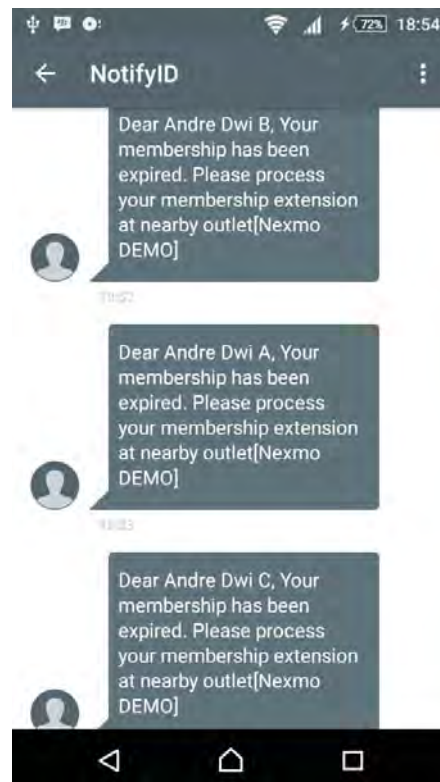 72% 18:54
NotifyID
Dear Andre Dwi B, Your
membership has been
expired. Please process
your membership extension
at nearby outlet[Nexmo
DEMO]
Dear Andre Dwi A, Your
membership has been
expired. Please process
your membership extension
at nearby outlet[Nexmo
DEMO]
Dear Andre Dwi C, Your
membership has been
expired. Please process
your membership extension
at nearby outlet[Nexmo
DEMO]